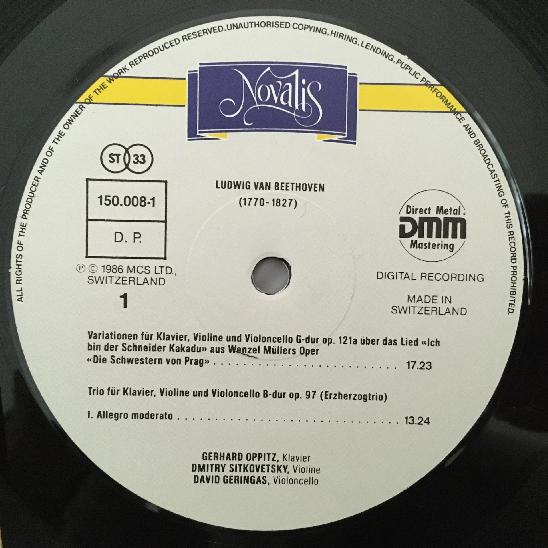 ALL RIGHTS OF THE PRODUCER AND OF THE OWNER OF THE WORK REPRODUCED RESERVED. UNAUTHORISED COPYING, HIRING, LENDING, PUPLIC PERFORMANCE AND BROADCASTING OF THIS RECORD PROHIBITED.
Novalis
ST 33
LUDWIG VAN BEETHOVEN
(1770-1827)
150.008-1
D. P.
Direct Metal
DMM
Mastering
℗ © 1986 MCS LTD.,
SWITZERLAND
DIGITAL RECORDING
1
MADE IN
SWITZERLAND
Variationen für Klavier, Violine und Violoncello G-dur op. 121a über das Lied «Ich
bin der Schneider Kakadu» aus Wenzel Müllers Oper
«Die Schwestern von Prag» . . . . . . . . . . . . . . . . . . . . . . . . . . 17.23
Trio für Klavier, Violine und Violoncello B-dur op. 97 (Erzherzogtrio)
I. Allegro moderato . . . . . . . . . . . . . . . . . . . . . . . . . . . . . . . 13.24
GERHARD OPPITZ, Klavier
DMITRY SITKOVETSKY, Violine
DAVID GERINGAS, Violoncello